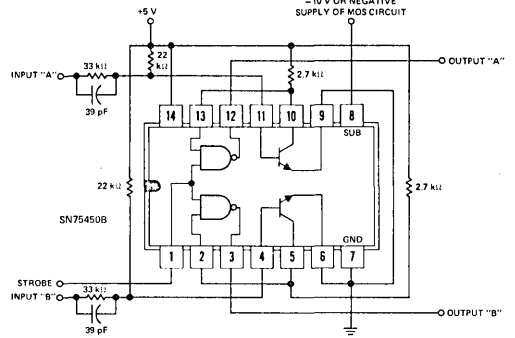 +5 V
−10 V OR NEGATIVE
SUPPLY OF MOS CIRCUIT
22
kΩ
OUTPUT "A"
33 kΩ
INPUT "A"
2.7 kΩ
39 pF
14
13
12
11
10
9
8
SUB
22 kΩ
2.7 kΩ
SN75450B
GND
1
2
3
4
5
6
7
STROBE
33 kΩ
INPUT "B"
OUTPUT "B"
39 pF